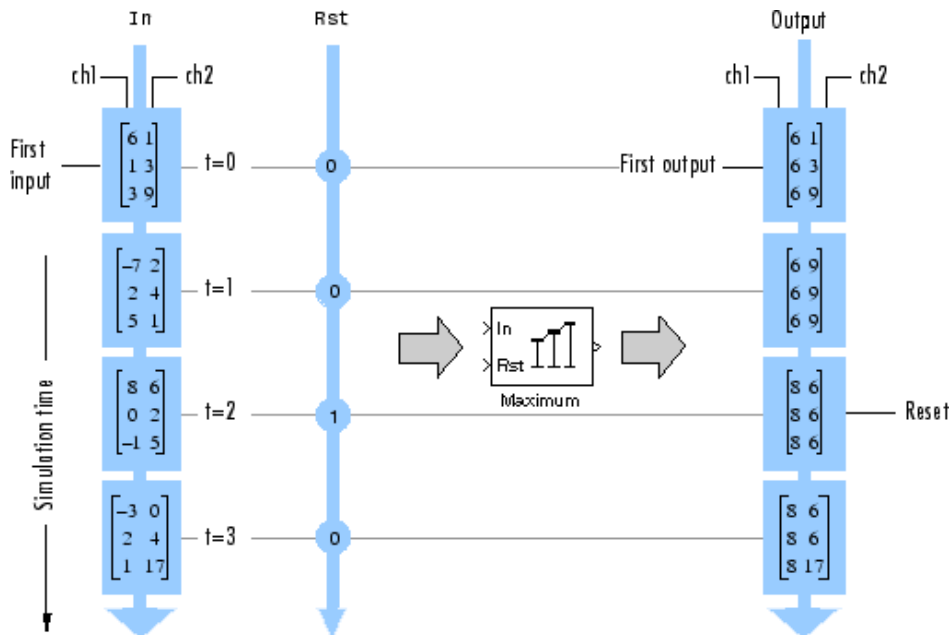 In Rst Output
ch1 ch2 ch1 ch2
First input
6 1
1 3
3 9
t=0
0
First output
6 1
6 3
6 9
Simulation time
-7 2
2 4
5 1
t=1
0
6 9
6 9
6 9
In
Rst
Maximum
8 6
0 2
-1 5
t=2
1
8 6
8 6
8 6
Reset
-3 0
2 4
1 17
t=3
0
8 6
8 6
8 17